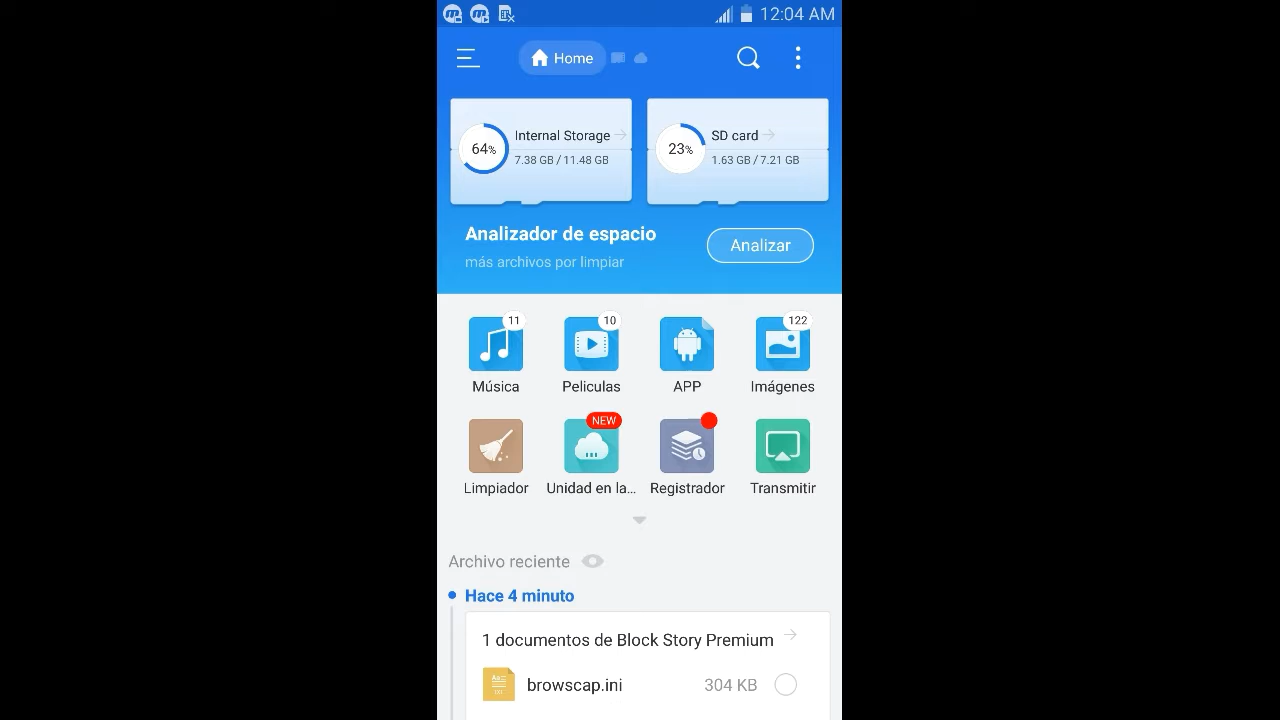 12:04 AM
Home
Internal Storage
64%
7.38 GB / 11.48 GB
SD card
23%
1.63 GB / 7.21 GB
Analizador de espacio
más archivos por limpiar
Analizar
11
10
122
Música
Peliculas
APP
Imágenes
NEW
Limpiador
Unidad en la...
Registrador
Transmitir
Archivo reciente
Hace 4 minuto
1 documentos de Block Story Premium
browscap.ini
304 KB